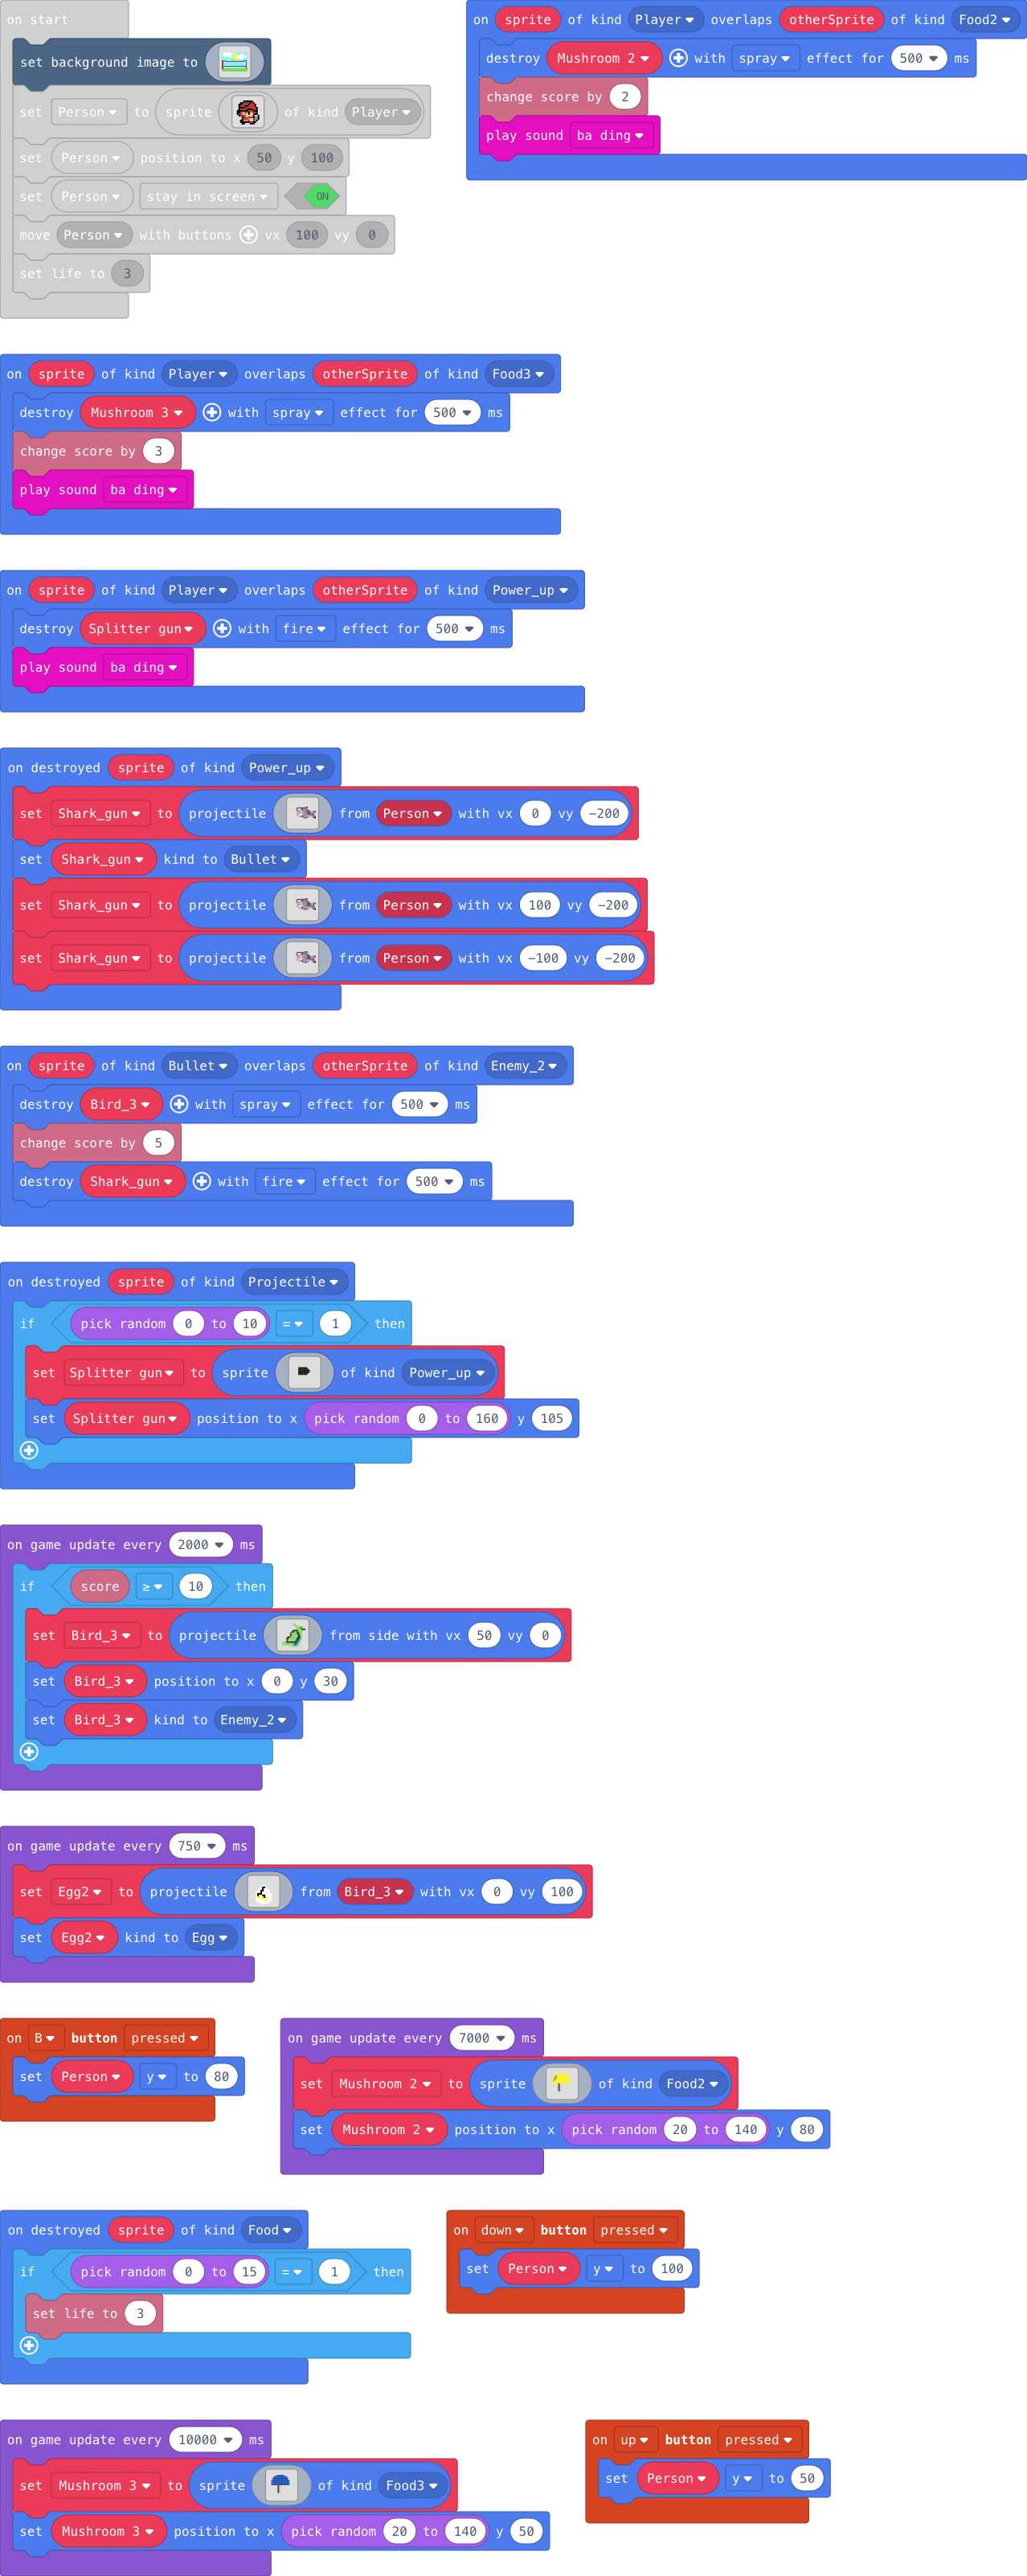 on start
set background image to
set Person to sprite of kind Player
set Person position to x 50 y 100
set Person stay in screen ON
move Person with buttons vx 100 vy 0
set life to 3
on sprite of kind Player overlaps otherSprite of kind Food2
destroy Mushroom 2 with spray effect for 500 ms
change score by 2
play sound ba ding
on sprite of kind Player overlaps otherSprite of kind Food3
destroy Mushroom 3 with spray effect for 500 ms
change score by 3
play sound ba ding
on sprite of kind Player overlaps otherSprite of kind Power_up
destroy Splitter gun with fire effect for 500 ms
play sound ba ding
on destroyed sprite of kind Power_up
set Shark_gun to projectile from Person with vx 0 vy -200
set Shark_gun kind to Bullet
set Shark_gun to projectile from Person with vx 100 vy -200
set Shark_gun to projectile from Person with vx -100 vy -200
on sprite of kind Bullet overlaps otherSprite of kind Enemy_2
destroy Bird_3 with spray effect for 500 ms
change score by 5
destroy Shark_gun with fire effect for 500 ms
on destroyed sprite of kind Projectile
if pick random 0 to 10 = 1 then
set Splitter gun to sprite of kind Power_up
set Splitter gun position to x pick random 0 to 160 y 105
on game update every 2000 ms
if score ≥ 10 then
set Bird_3 to projectile from side with vx 50 vy 0
set Bird_3 position to x 0 y 30
set Bird_3 kind to Enemy_2
on game update every 750 ms
set Egg2 to projectile from Bird_3 with vx 0 vy 100
set Egg2 kind to Egg
on B button pressed
set Person y to 80
on game update every 7000 ms
set Mushroom 2 to sprite of kind Food2
set Mushroom 2 position to x pick random 20 to 140 y 80
on destroyed sprite of kind Food
if pick random 0 to 15 = 1 then
set life to 3
on down button pressed
set Person y to 100
on game update every 10000 ms
set Mushroom 3 to sprite of kind Food3
set Mushroom 3 position to x pick random 20 to 140 y 50
on up button pressed
set Person y to 50